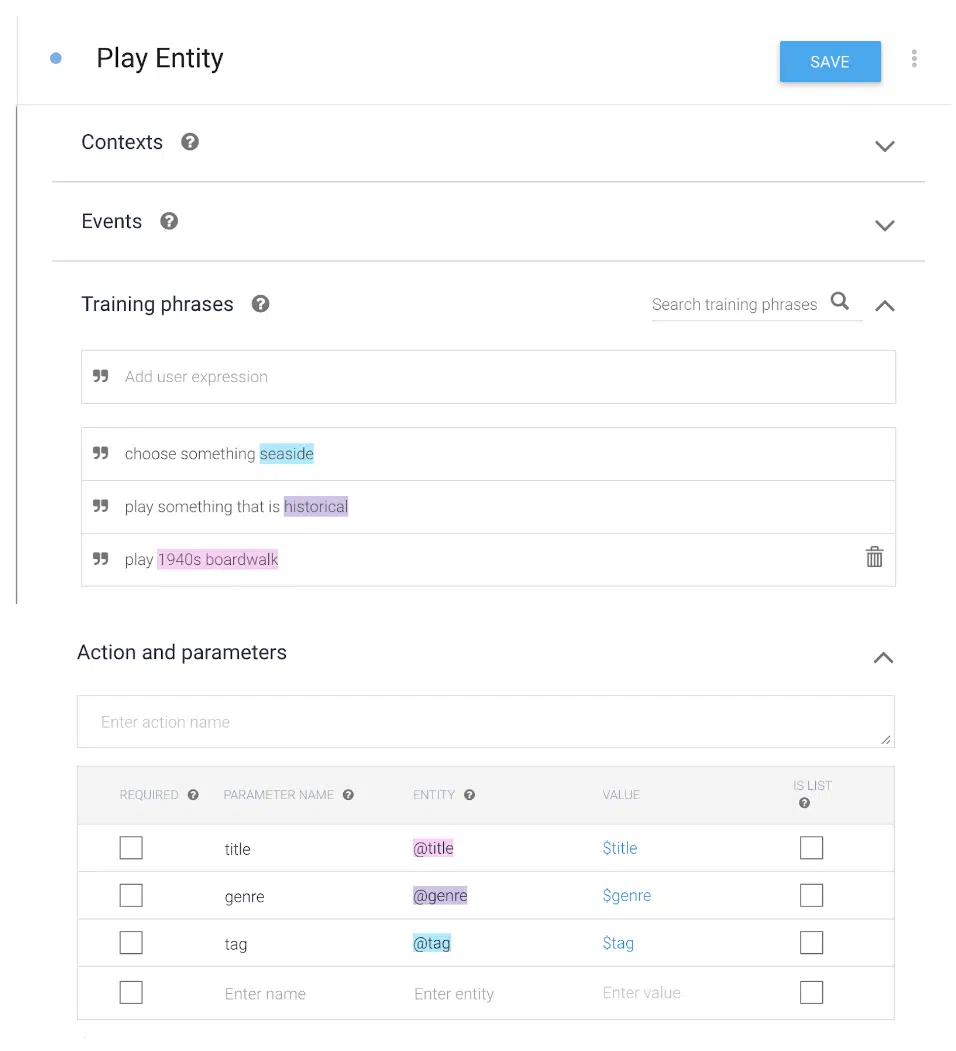 Play Entity
SAVE
Contexts
Events
Training phrases
Search training phrases
Add user expression
choose something seaside
play something that is historical
play 1940s boardwalk
Action and parameters
Enter action name
REQUIRED PARAMETER NAME ENTITY VALUE IS LIST
title @title $title
genre @genre $genre
tag @tag $tag
Enter name Enter entity Enter value